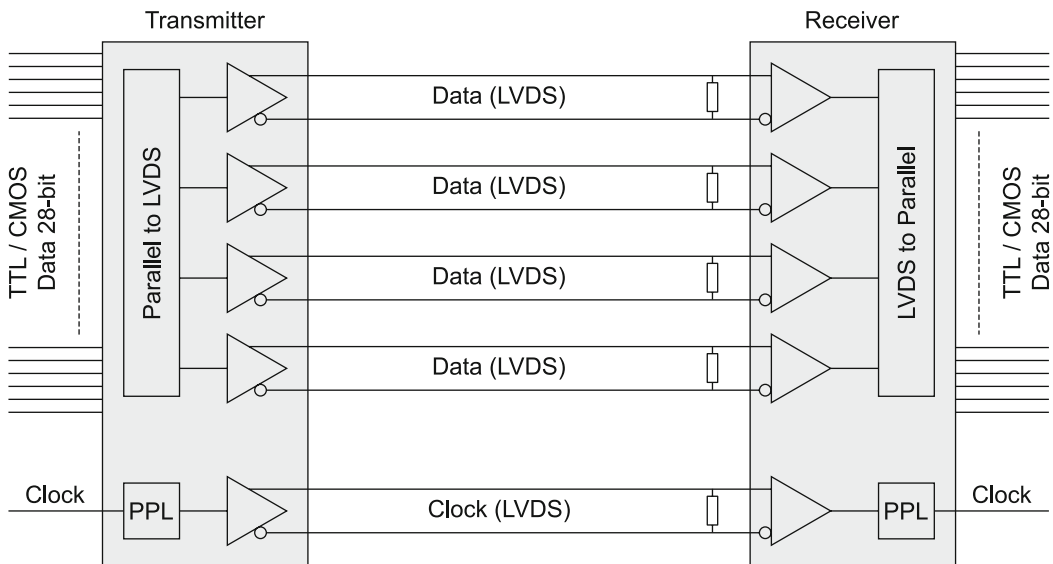 Transmitter
Receiver
TTL / CMOS
Data 28-bit
Parallel to LVDS
Data (LVDS)
Data (LVDS)
Data (LVDS)
Data (LVDS)
LVDS to Parallel
TTL / CMOS
Data 28-bit
Clock
PPL
Clock (LVDS)
PPL
Clock